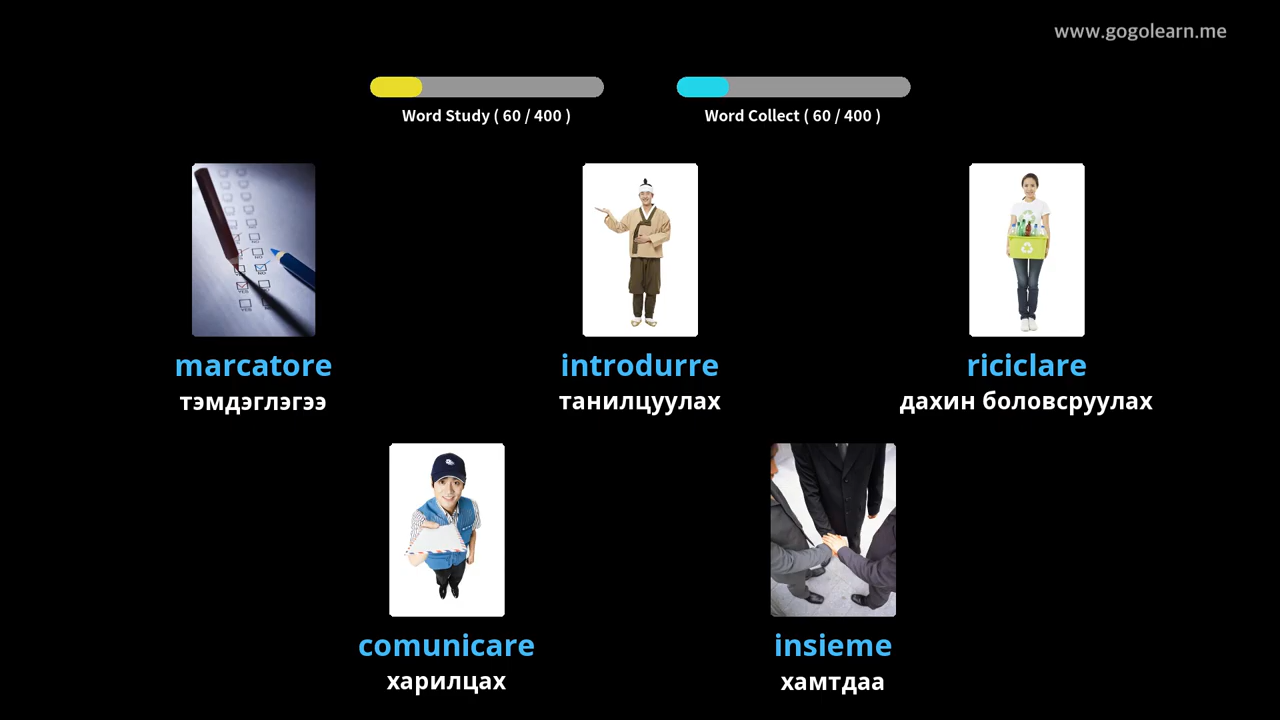 www.gogolearn.me
Word Study ( 60 / 400 )
Word Collect ( 60 / 400 )
marcatore
тэмдэглэгээ
introdurre
танилцуулах
riciclare
дахин боловсруулах
comunicare
харилцах
insieme
хамтдаа